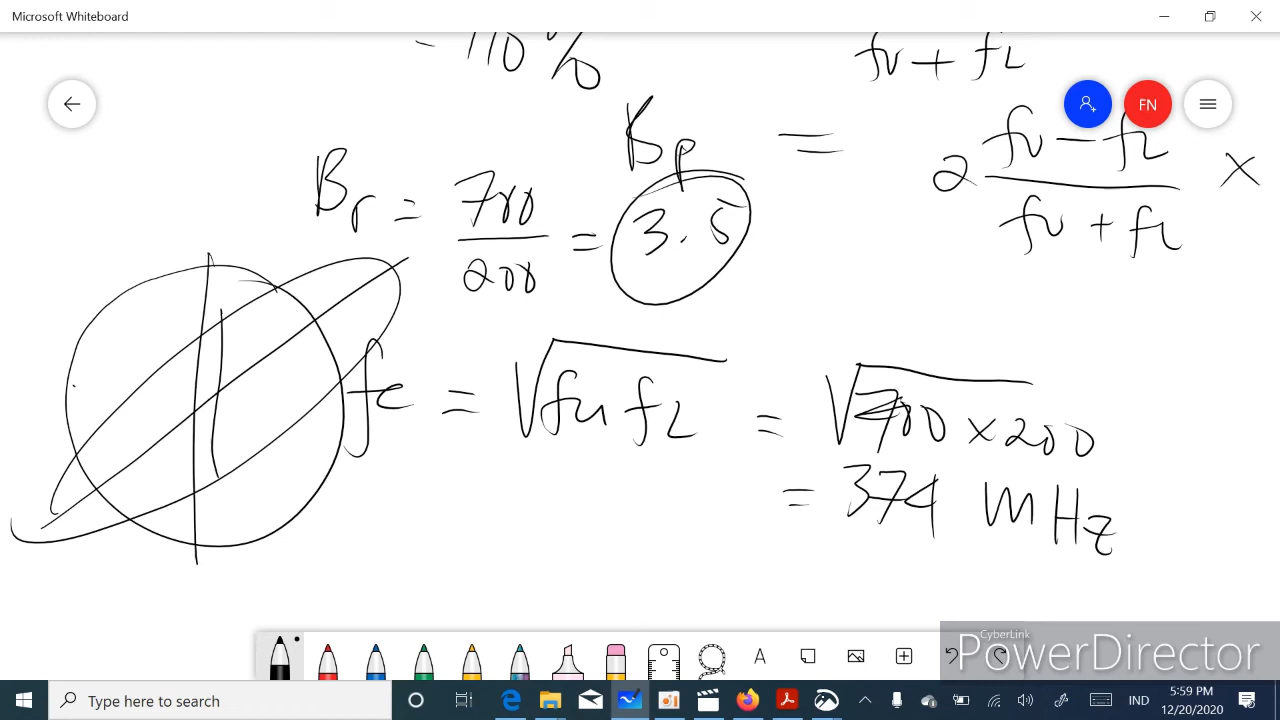 Microsoft Whiteboard
= 110%
fU + fL
FN
Bp = 2 fU - fL / fU + fL ×
Br = 700 / 200 = 3.5
fc = √fU fL = √700 × 200
= 374 MHz
CyberLink
PowerDirector
A
Type here to search
IND
5:59 PM
12/20/2020